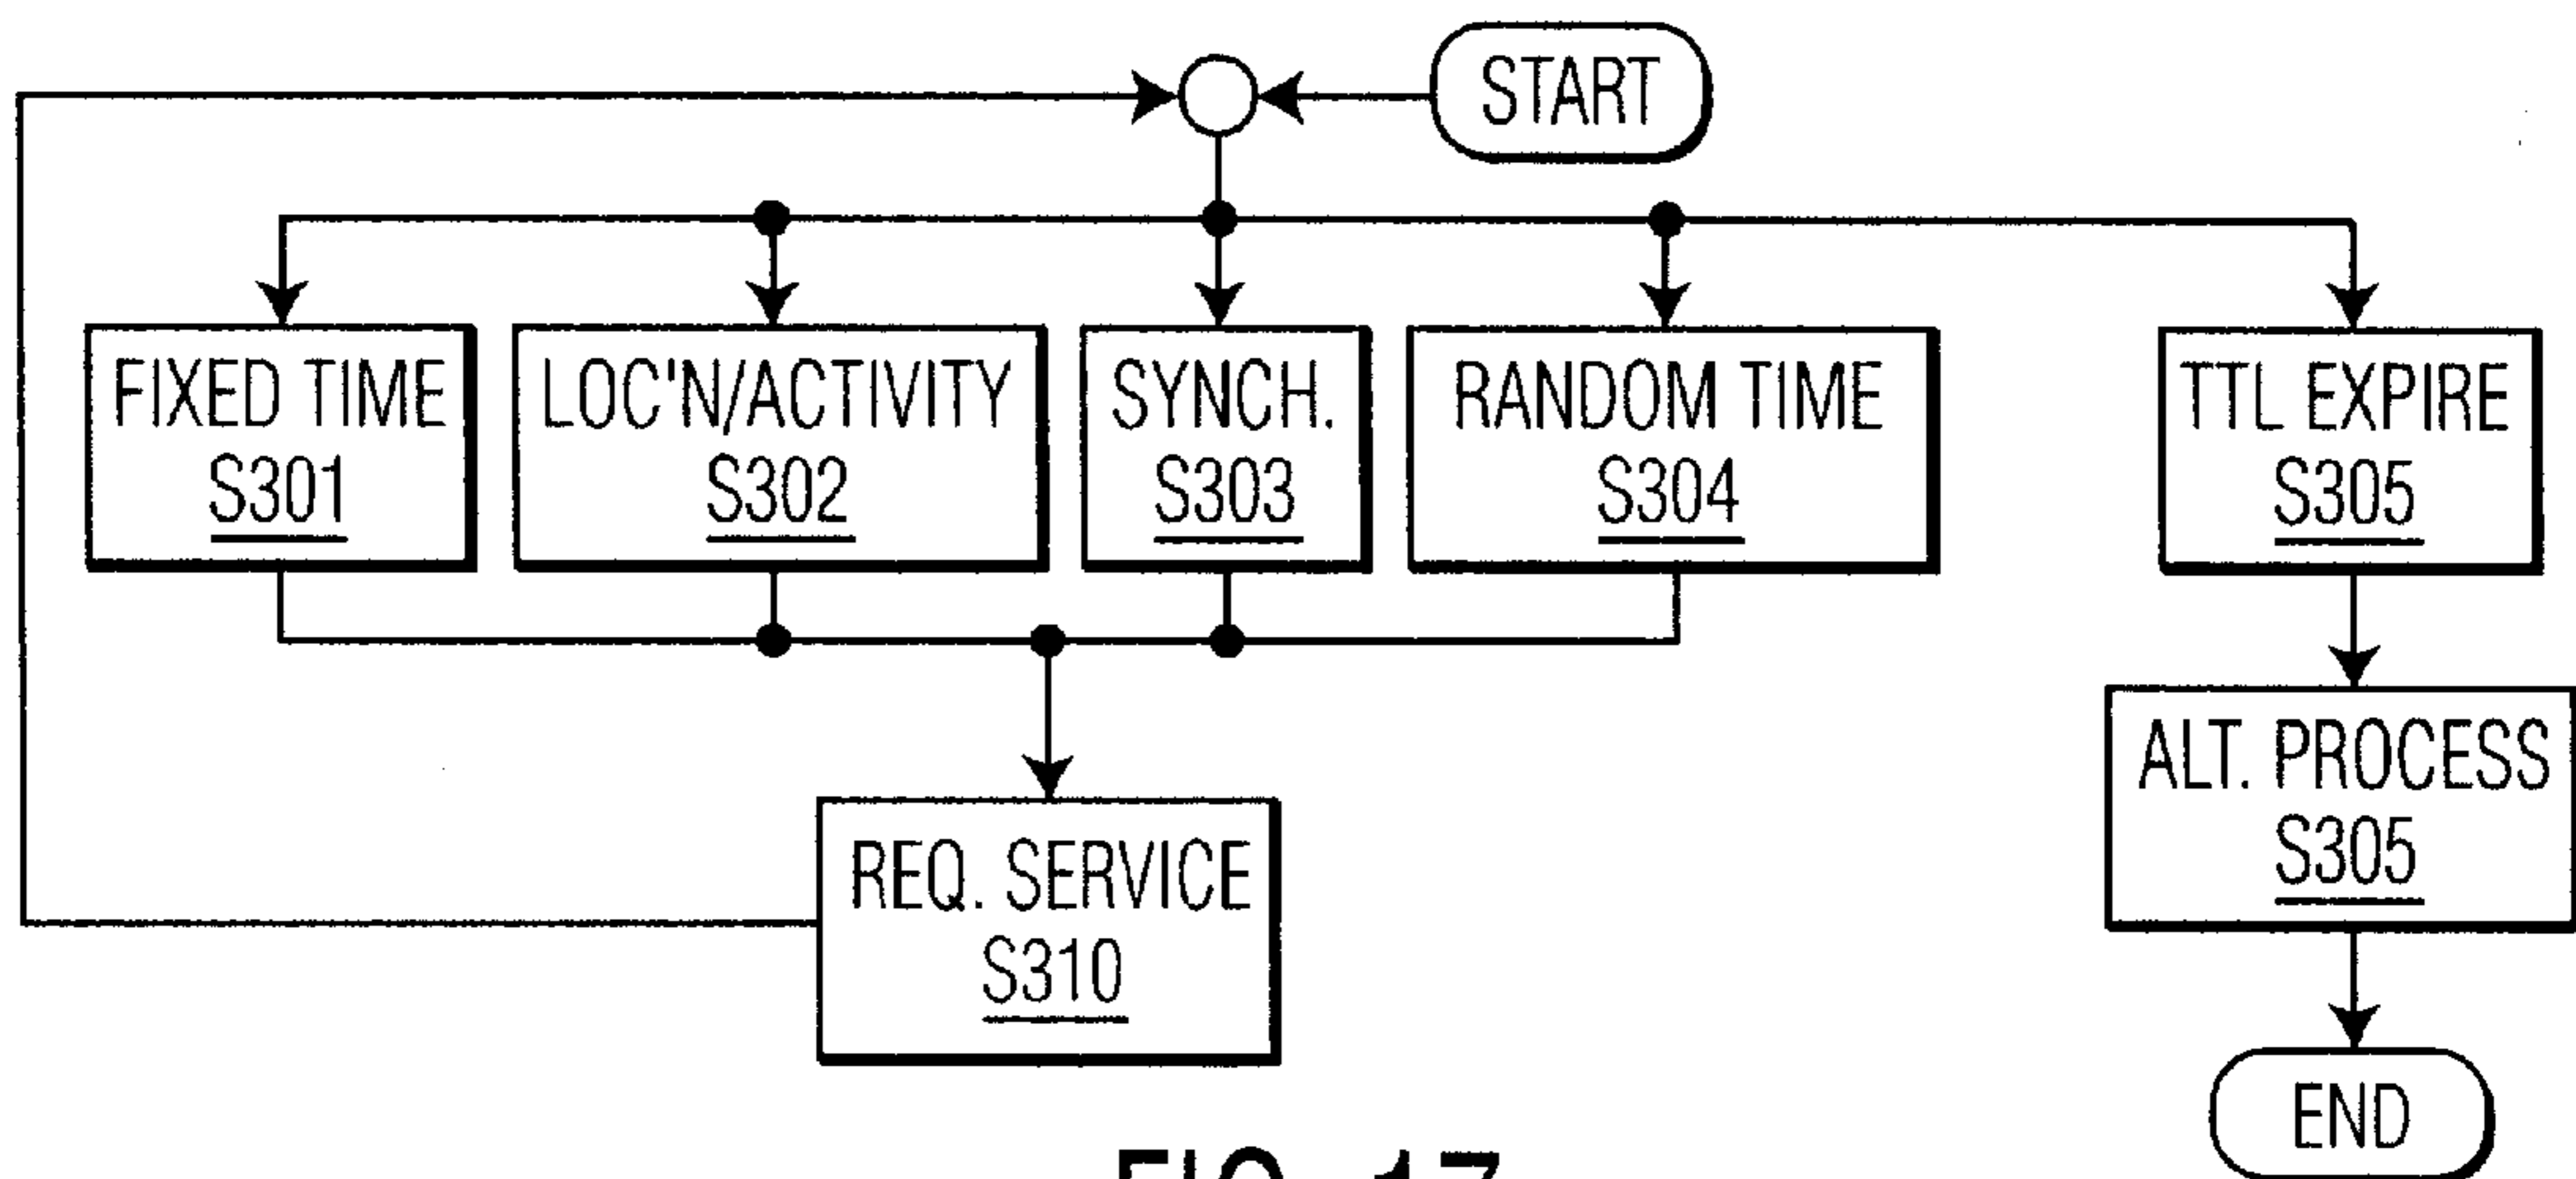 START
FIXED TIME
S301
LOC'N/ACTIVITY
S302
SYNCH.
S303
RANDOM TIME
S304
TTL EXPIRE
S305
ALT. PROCESS
S305
REQ. SERVICE
S310
END